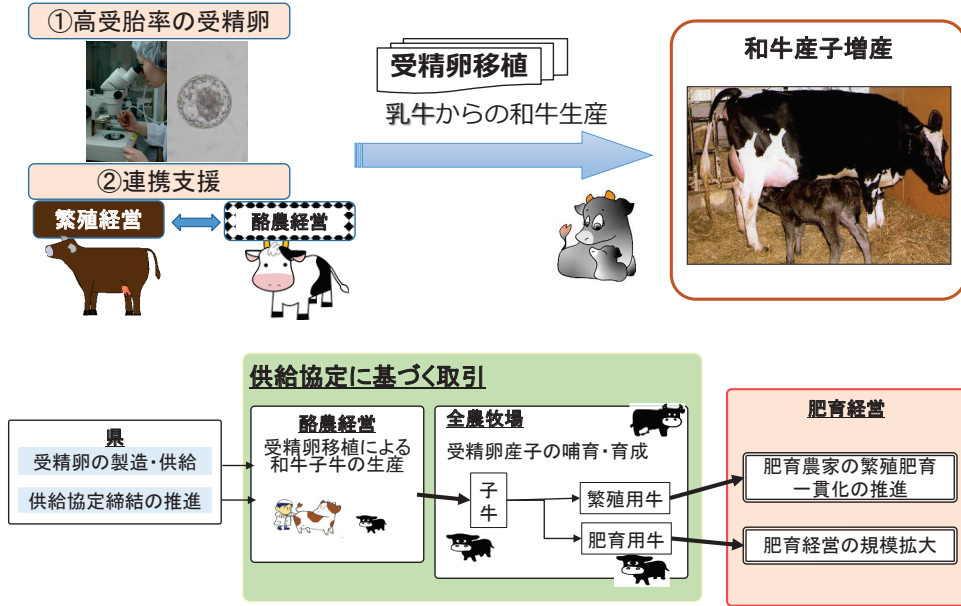 ①高受胎率の受精卵
受精卵移植
乳牛からの和牛生産
和牛産子増産
②連携支援
繁殖経営
酪農経営
供給協定に基づく取引
県
受精卵の製造・供給
供給協定締結の推進
酪農経営
受精卵移植による
和牛子牛の生産
全農牧場
受精卵産子の哺育・育成
子
牛
繁殖用牛
肥育用牛
肥育経営
肥育農家の繁殖肥育
一貫化の推進
肥育経営の規模拡大